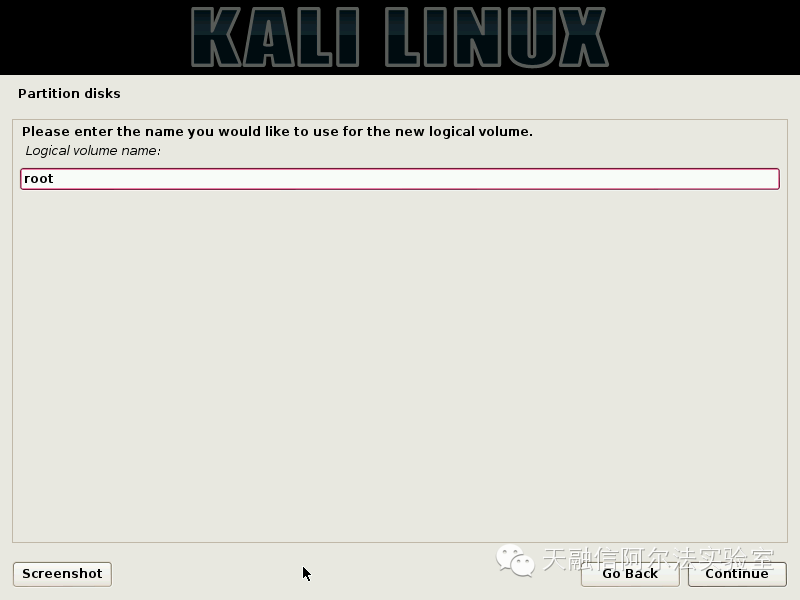 KALI LINUX
Partition disks
Please enter the name you would like to use for the new logical volume.
Logical volume name:
root
天融信阿尔法实验室
Screenshot
Go Back
Continue